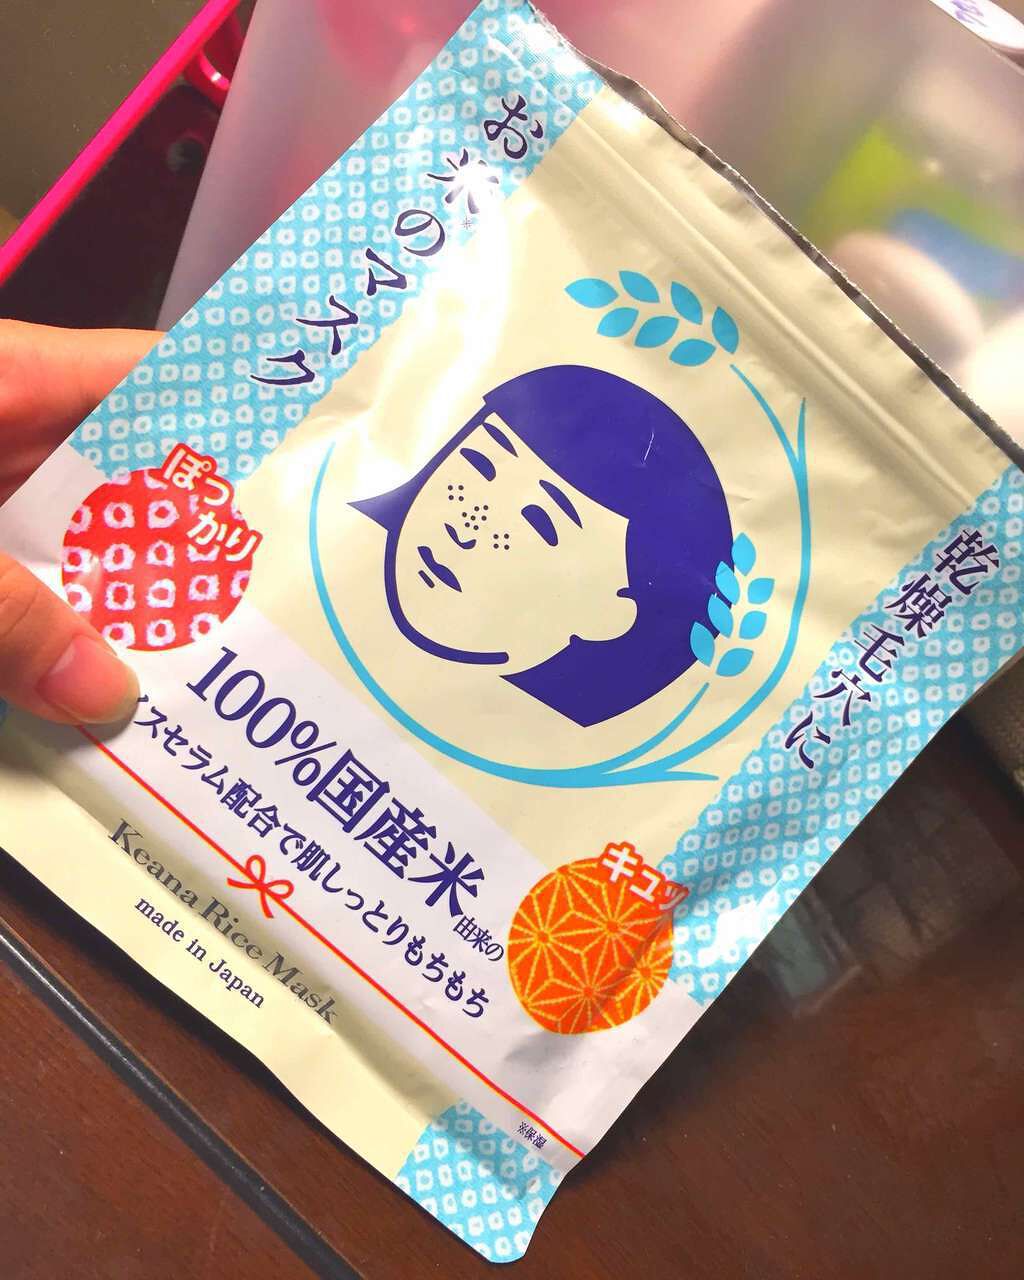 お米※のマスク
乾燥毛穴に
ぽっかり
キュッ
100%国産米由来の
イスセラム配合で肌しっとりもちもち
Keana Rice Mask
made in Japan
※保湿